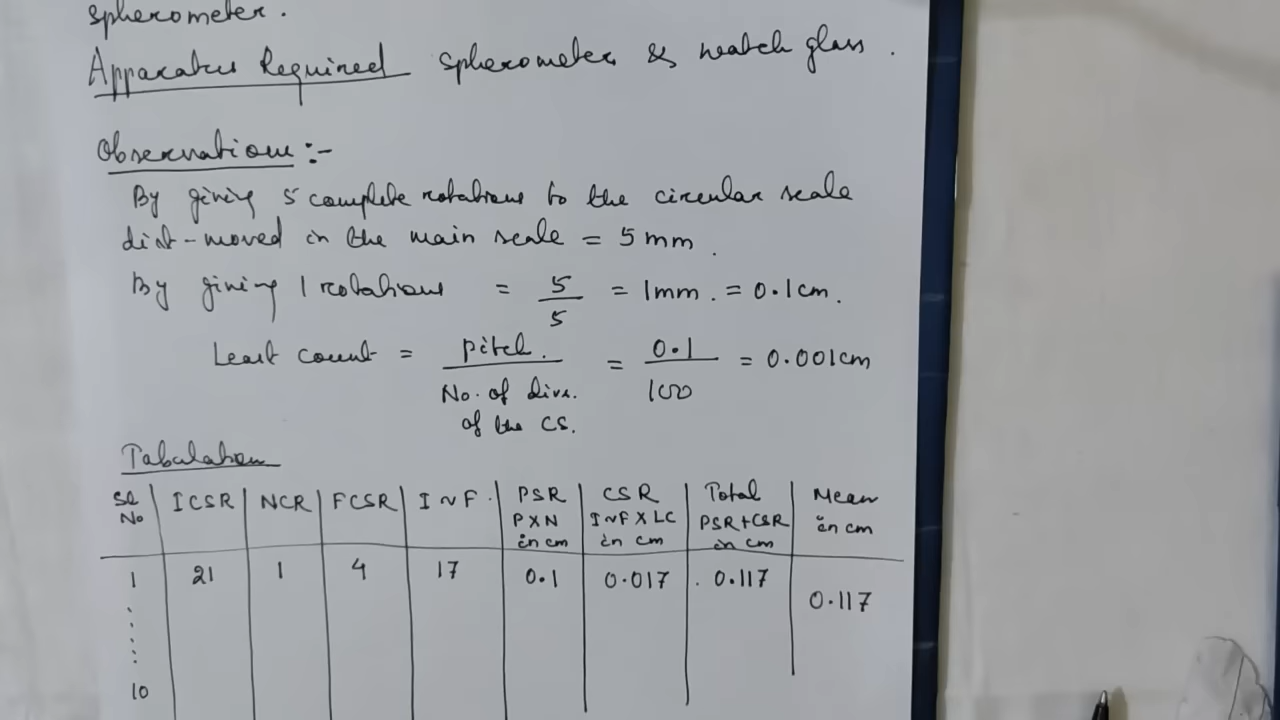 spherometer.
Apparatus Required spherometer & watch glass.
Observation :-
By giving 5 complete rotations to the circular scale
dist-moved in the main scale = 5mm.
By giving 1 rotations = 5/5 = 1mm. = 0.1cm.
Least count = pitch. / No. of divs. of the CS. = 0.1/100 = 0.001cm
Tabulation
Sl No | ICSR | NCR | FCSR | I~F. | PSR P×N in cm | CSR I~F×LC in cm | Total PSR+CSR in cm | Mean in cm
1 | 21 | 1 | 4 | 17 | 0.1 | 0.017 | 0.117 | 0.117
10